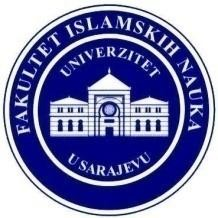 FAKULTET ISLAMSKIH NAUKA
UNIVERZITET
U SARAJEVU